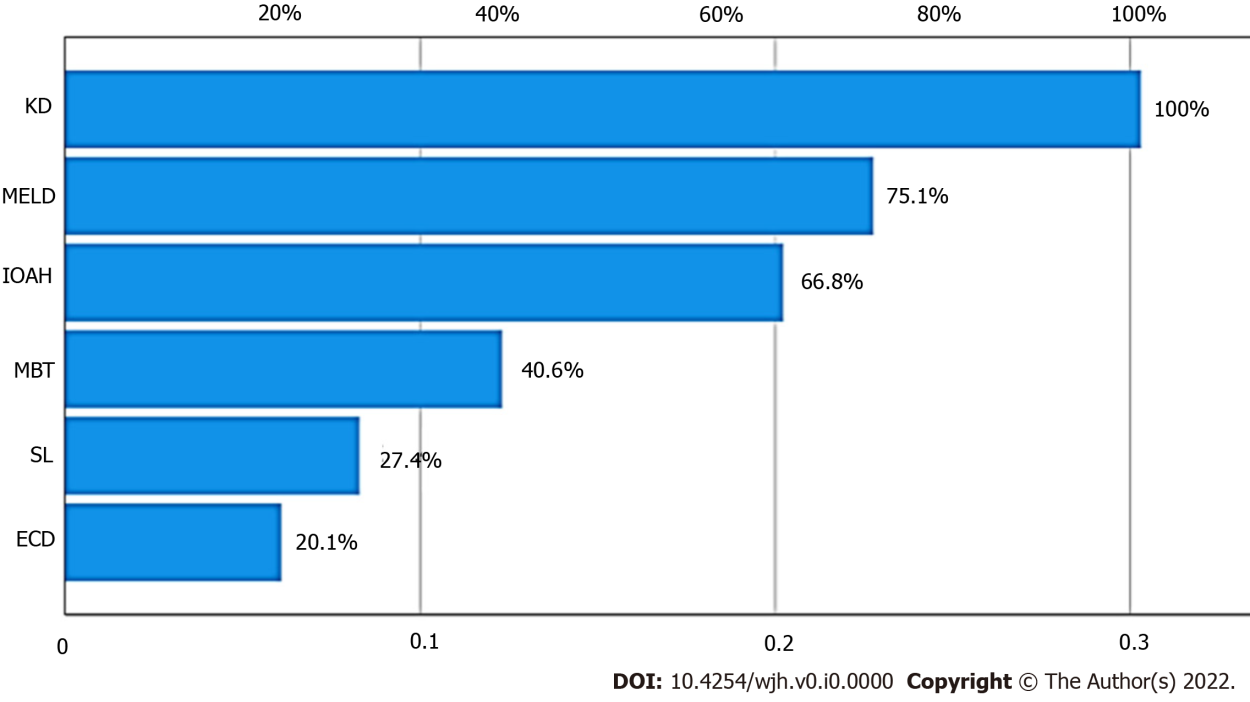 20% 40% 60% 80% 100%
KD 100%
MELD 75.1%
IOAH 66.8%
MBT 40.6%
SL 27.4%
ECD 20.1%
0 0.1 0.2 0.3
DOI: 10.4254/wjh.v0.i0.0000 Copyright © The Author(s) 2022.